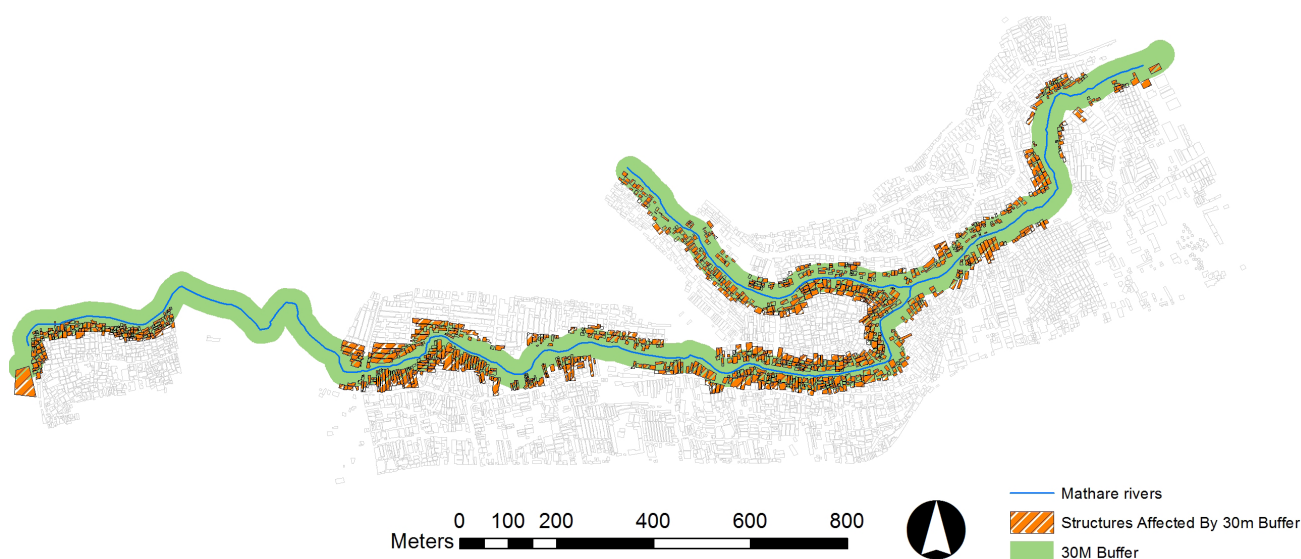 0 100 200 400 600 800
Meters
Mathare rivers
Structures Affected By 30m Buffer
30M Buffer